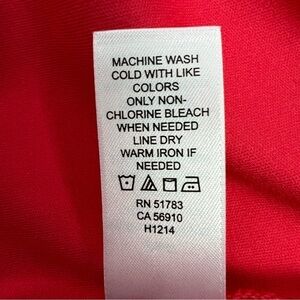 MACHINE WASH
COLD WITH LIKE
COLORS
ONLY NON-
CHLORINE BLEACH
WHEN NEEDED
LINE DRY
WARM IRON IF
NEEDED
RN 51783
CA 56910
H1214